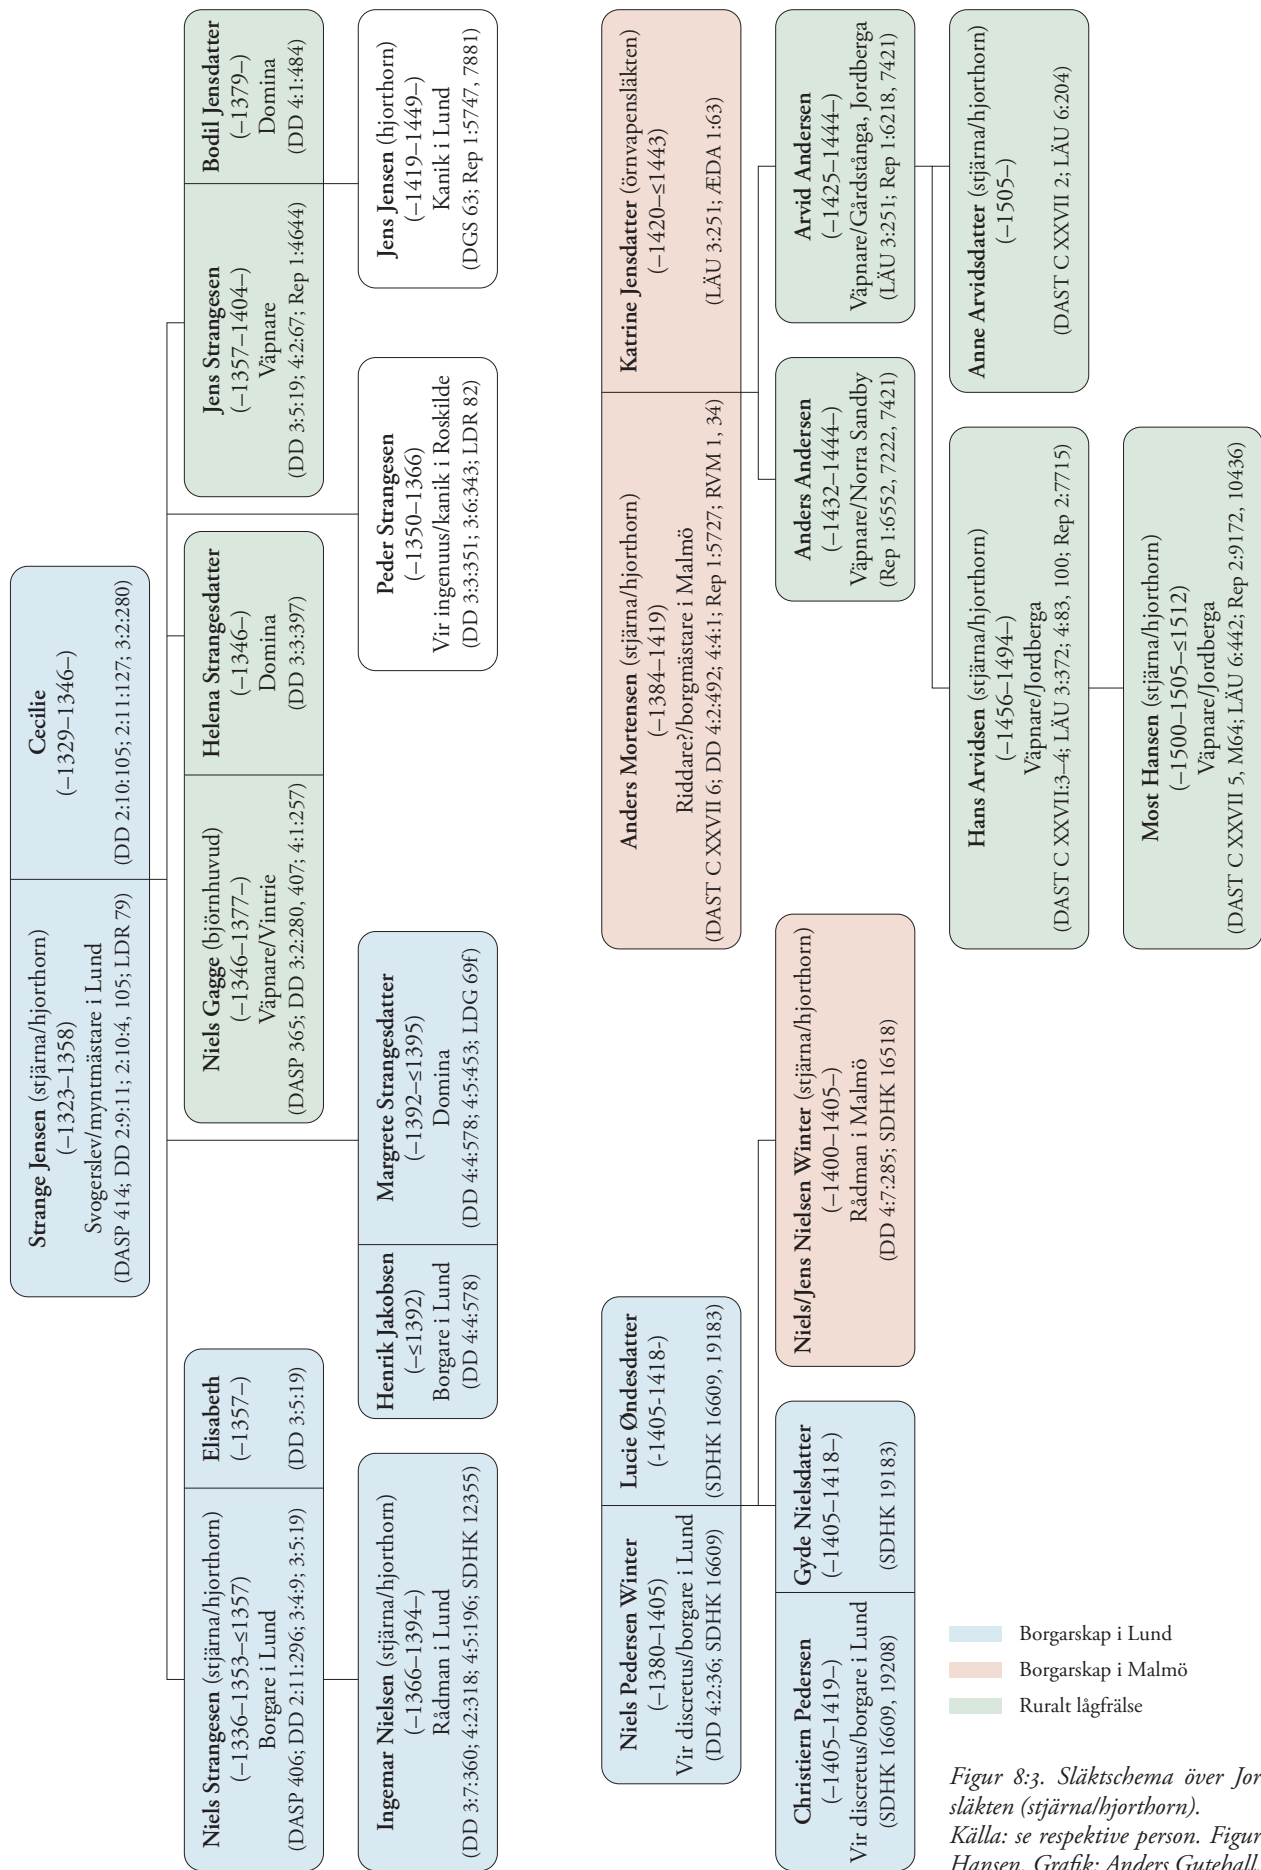 Strange Jensen (stjärna/hjorthorn)
(–1323–1358)
Svogerslev/myntmästare i Lund
(DASP 414; DD 2:9:11; 2:10:4, 105; LDR 79)
Cecilie
(–1329–1346–)
(DD 2:10:105; 2:11:127; 3:2:280)
Niels Strangesen (stjärna/hjorthorn)
(–1336–1353–≤1357)
Borgare i Lund
(DASP 406; DD 2:11:296; 3:4:9; 3:5:19)
Elisabeth
(–1357–)
(DD 3:5:19)
Niels Gagge (björnhuvud)
(–1346–1377–)
Väpnare/Vintrie
(DASP 365; DD 3:2:280, 407; 4:1:257)
Helena Strangesdatter
(–1346–)
Domina
(DD 3:3:397)
Jens Strangesen
(–1357–1404–)
Väpnare
(DD 3:5:19; 4:2:67; Rep 1:4644)
Bodil Jensdatter
(–1379–)
Domina
(DD 4:1:484)
Ingemar Nielsen (stjärna/hjorthorn)
(–1366–1394–)
Rådman i Lund
(DD 3:7:360; 4:2:318; 4:5:196; SDHK 12355)
Henrik Jakobsen
(–≤1392)
Borgare i Lund
(DD 4:4:578)
Margrete Strangesdatter
(–1392–≤1395)
Domina
(DD 4:4:578; 4:5:453; LDG 69f)
Peder Strangesen
(–1350–1366)
Vir ingenuus/kanik i Roskilde
(DD 3:3:351; 3:6:343; LDR 82)
Jens Jensen (hjorthorn)
(–1419–1449–)
Kanik i Lund
(DGS 63; Rep 1:5747, 7881)
Niels Pedersen Winter
(–1380–1405)
Vir discretus/borgare i Lund
(DD 4:2:36; SDHK 16609)
Lucie Øndesdatter
(-1405-1418-)
(SDHK 16609, 19183)
Christiern Pedersen
(–1405–1419–)
Vir discretus/borgare i Lund
(SDHK 16609, 19208)
Gyde Nielsdatter
(–1405–1418–)
(SDHK 19183)
Niels/Jens Nielsen Winter (stjärna/hjorthorn)
(–1400–1405–)
Rådman i Malmö
(DD 4:7:285; SDHK 16518)
Anders Mortensen (stjärna/hjorthorn)
(–1384–1419)
Riddare?/borgmästare i Malmö
(DAST C XXVII 6; DD 4:2:492; 4:4:1; Rep 1:5727; RVM 1, 34)
Katrine Jensdatter (örnvapensläkten)
(–1420–≤1443)
(LÄU 3:251; ÆDA 1:63)
Anders Andersen
(–1432–1444–)
Väpnare/Norra Sandby
(Rep 1:6552, 7222, 7421)
Arvid Andersen
(–1425–1444–)
Väpnare/Gårdstånga, Jordberga
(LÄU 3:251; Rep 1:6218, 7421)
Hans Arvidsen (stjärna/hjorthorn)
(–1456–1494–)
Väpnare/Jordberga
(DAST C XXVII:3–4; LÄU 3:372; 4:83, 100; Rep 2:7715)
Anne Arvidsdatter (stjärna/hjorthorn)
(–1505–)
(DAST C XXVII 2; LÄU 6:204)
Most Hansen (stjärna/hjorthorn)
(–1500–1505–≤1512)
Väpnare/Jordberga
(DAST C XXVII 5, M64; LÄU 6:442; Rep 2:9172, 10436)
Borgarskap i Lund
Borgarskap i Malmö
Ruralt lågfrälse
Figur 8:3. Släktschema över Jor
släkten (stjärna/hjorthorn).
Källa: se respektive person. Figur
Hansen. Grafik: Anders Gutehall.